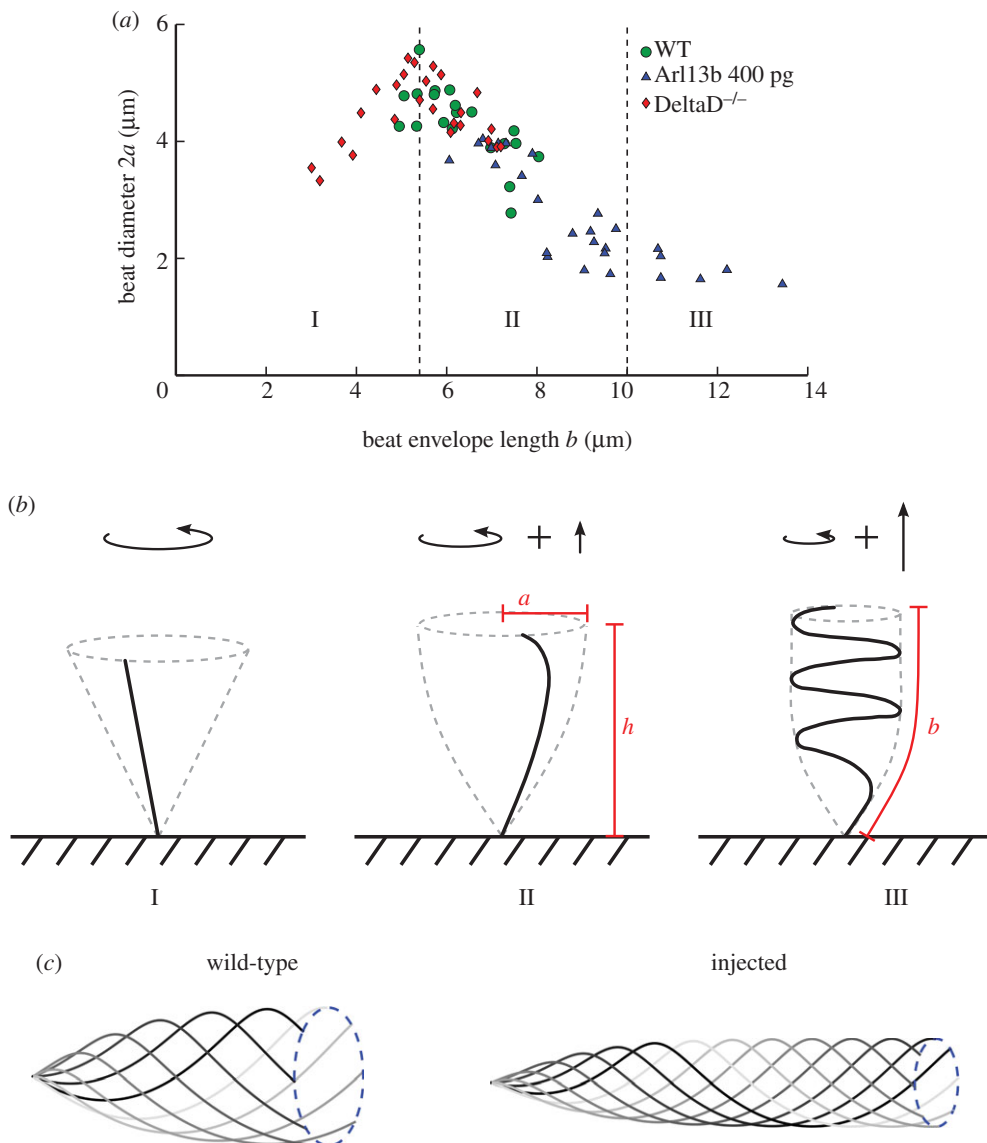 (a)
6
4
2
0
beat diameter 2a (µm)
WT
Arl13b 400 pg
DeltaD–/–
I
II
III
2
4
6
8
10
12
14
beat envelope length b (µm)
(b)
+
+
a
h
b
I
II
III
(c)
wild-type
injected